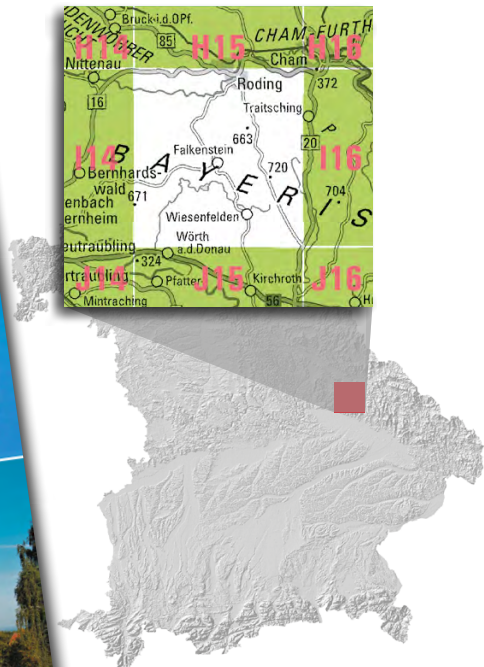 Bruck i.d.OPf.
85
CHAM-FURTH
H14
H15
H16
Nittenau
Cham
372
16
Roding
Traitsching
663
20
I14
Falkenstein
I16
Bernhards-
wald
720
704
BAYERIS
enbach
ernheim
671
Wiesenfelden
Wörth
a.d.Donau
eutraubling
324
rtraubling
J14
Pfatter
J15
Kirchroth
J16
Mintraching
56